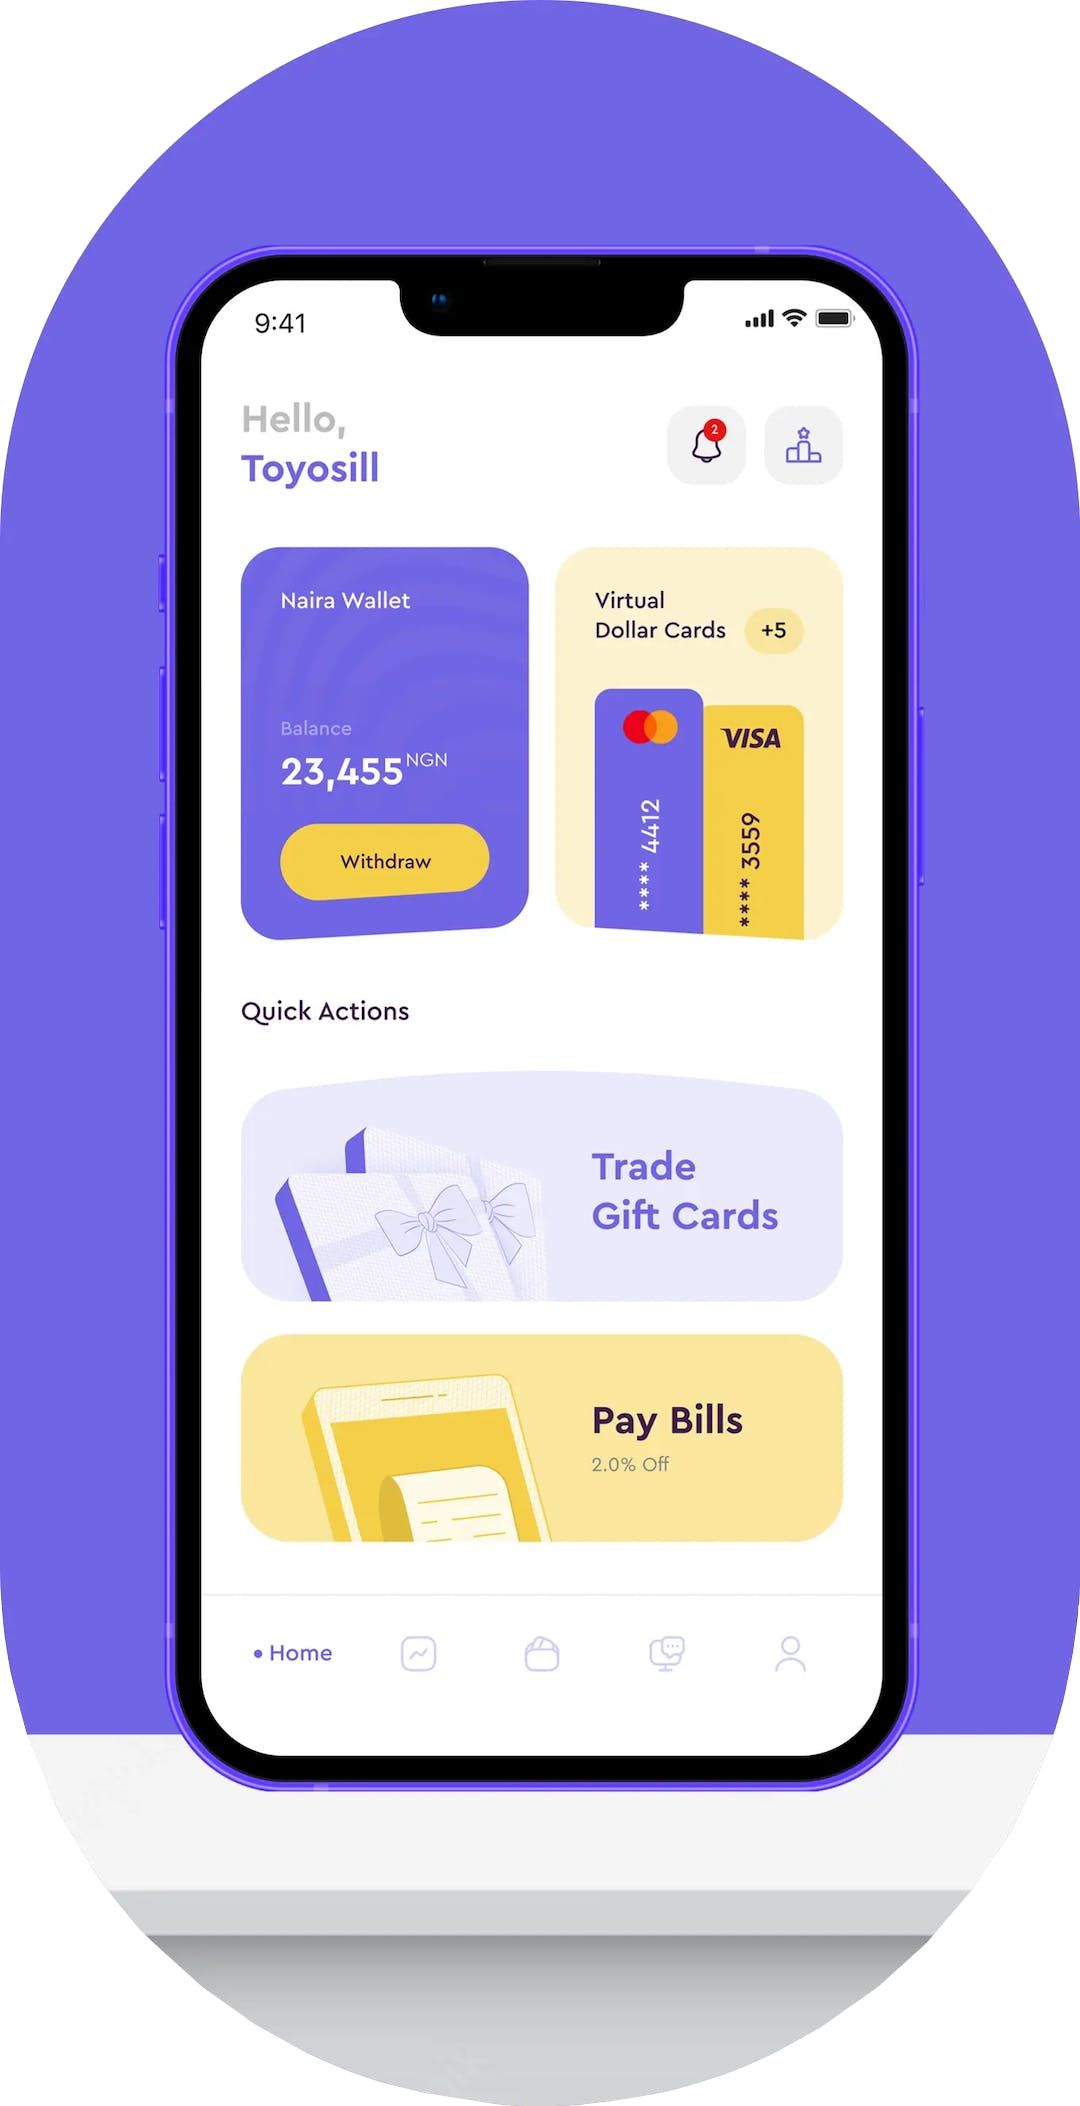 9:41
Hello,
Toyosill
2
Naira Wallet
Balance
23,455 NGN
Withdraw
Virtual
Dollar Cards
+5
VISA
**** 4412
**** 3559
Quick Actions
Trade
Gift Cards
Pay Bills
2.0% Off
Home